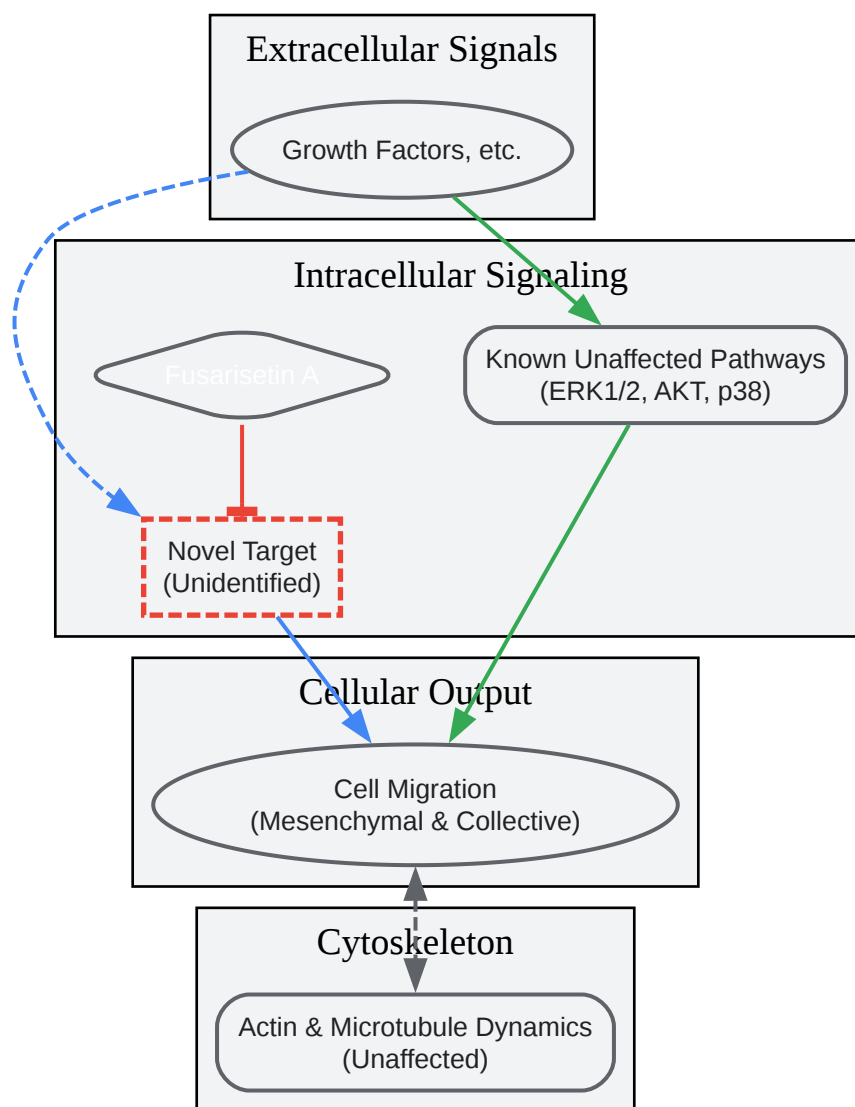 Extracellular Signals
Growth Factors, etc.
Intracellular Signaling
Fusarisetin A
Known Unaffected Pathways
(ERK1/2, AKT, p38)
Novel Target
(Unidentified)
Cellular Output
Cell Migration
(Mesenchymal & Collective)
Cytoskeleton
Actin & Microtubule Dynamics
(Unaffected)